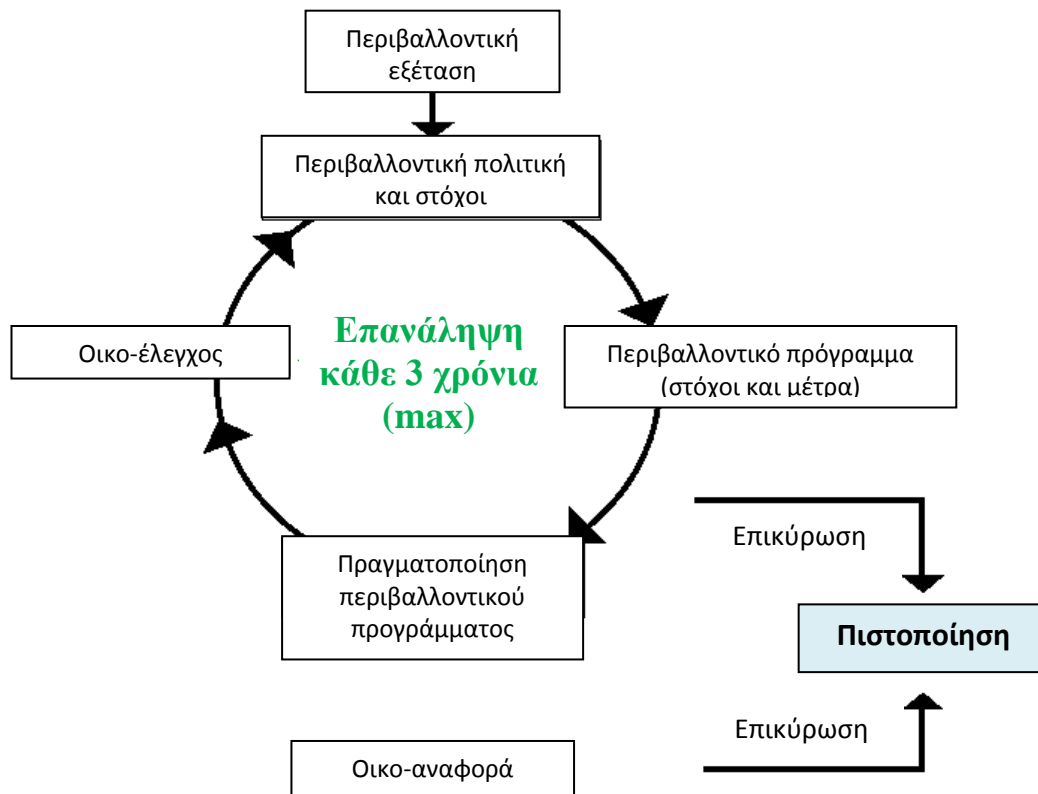 Περιβαλλοντική
εξέταση
Περιβαλλοντική πολιτική
και στόχοι
Επανάληψη
κάθε 3 χρόνια
(max)
Οικο-έλεγχος
Περιβαλλοντικό πρόγραμμα
(στόχοι και μέτρα)
Επικύρωση
Πραγματοποίηση
περιβαλλοντικού
προγράμματος
Πιστοποίηση
Επικύρωση
Οικο-αναφορά